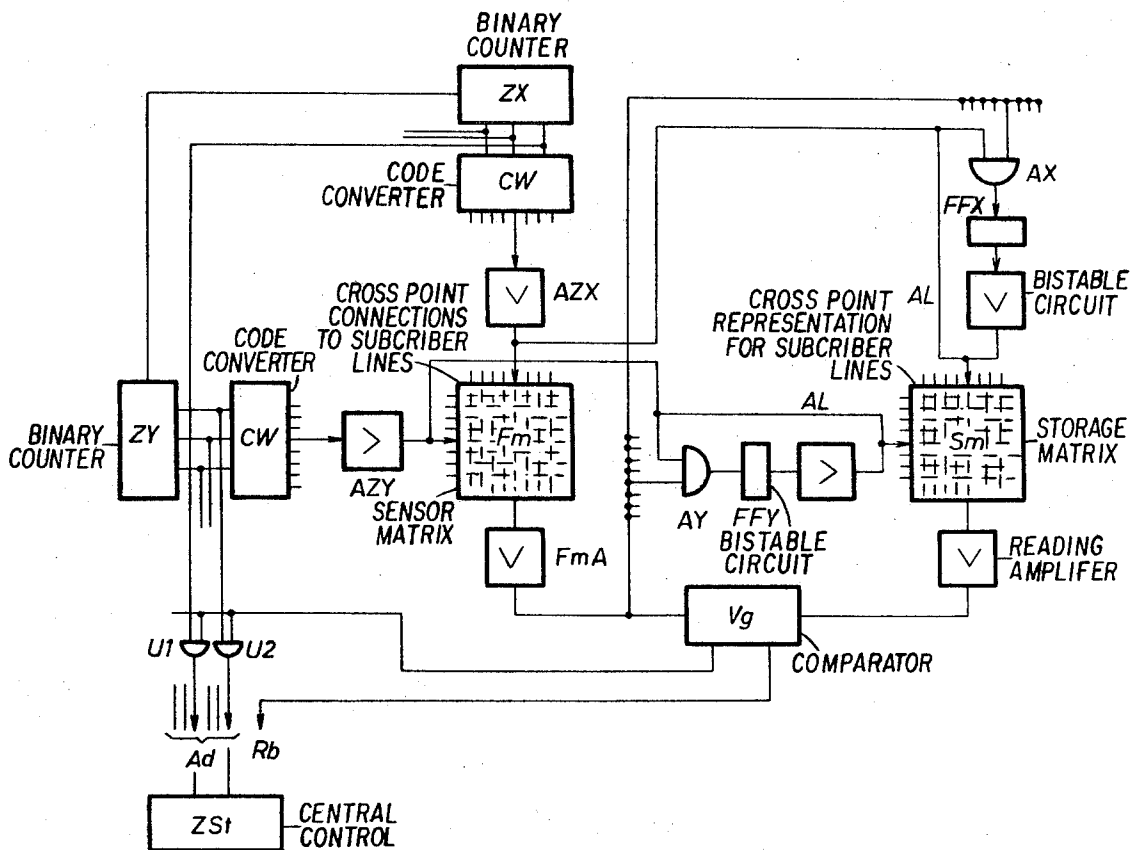 BINARY
COUNTER
ZX
CODE
CONVERTER
CW
AX
FFX
CROSS POINT
CONNECTIONS
TO SUBCRIBER
LINES
AZX
AL
CROSS POINT
REPRESENTATION
FOR SUBCRIBER
LINES
BISTABLE
CIRCUIT
CODE
CONVERTER
BINARY
COUNTER
ZY
CW
AZY
Fm
SENSOR
MATRIX
AL
Sm
STORAGE
MATRIX
AY
FFY
BISTABLE
CIRCUIT
FmA
READING
AMPLIFER
Vg
COMPARATOR
U1
U2
Ad
Rb
ZSt
CENTRAL
CONTROL